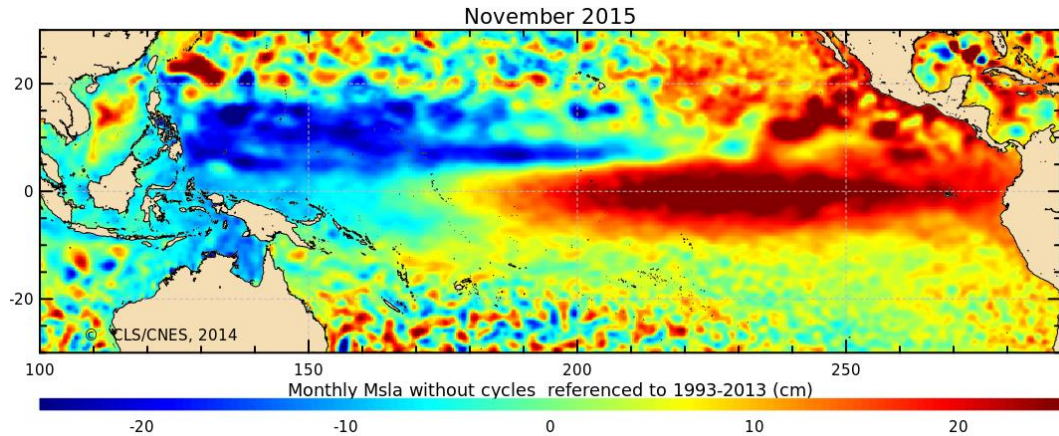 November 2015
20
0
-20
© CLS/CNES, 2014
100 150 200 250
Monthly Msla without cycles referenced to 1993-2013 (cm)
-20 -10 0 10 20